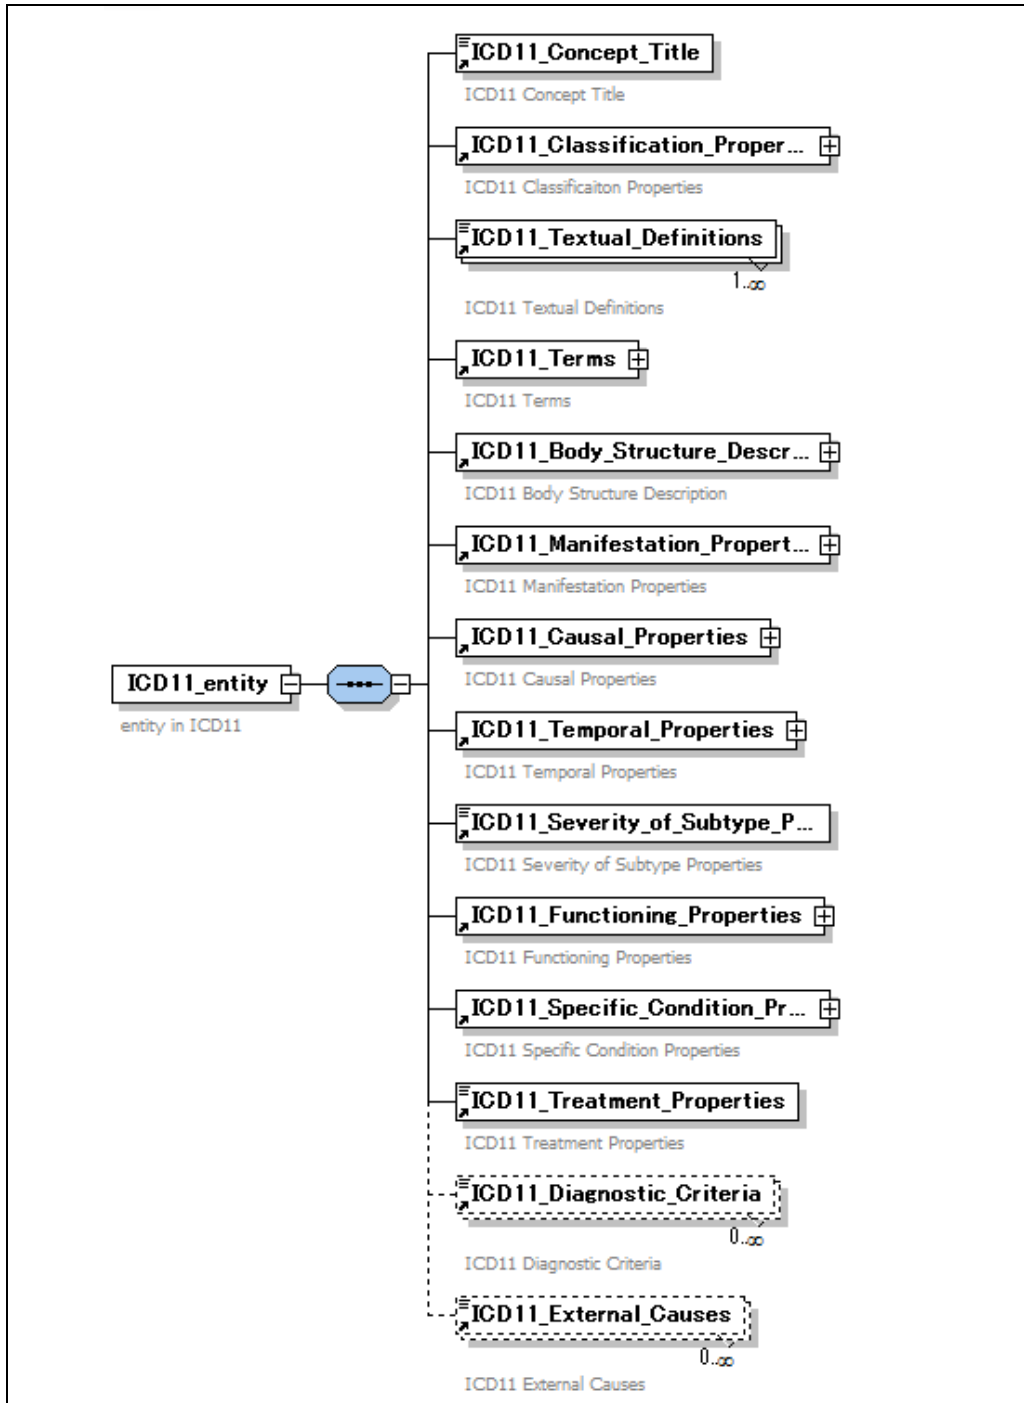 ICD11_Concept_Title
ICD11 Concept Title
ICD11_Classification_Proper...
ICD11 Classificaiton Properties
ICD11_Textual_Definitions
1..∞
ICD11 Textual Definitions
ICD11_Terms
ICD11 Terms
ICD11_Body_Structure_Descr...
ICD11 Body Structure Description
ICD11_Manifestation_Propert...
ICD11 Manifestation Properties
ICD11_Causal_Properties
ICD11 Causal Properties
ICD11_entity
entity in ICD11
ICD11_Temporal_Properties
ICD11 Temporal Properties
ICD11_Severity_of_Subtype_P...
ICD11 Severity of Subtype Properties
ICD11_Functioning_Properties
ICD11 Functioning Properties
ICD11_Specific_Condition_Pr...
ICD11 Specific Condition Properties
ICD11_Treatment_Properties
ICD11 Treatment Properties
ICD11_Diagnostic_Criteria
0..∞
ICD11 Diagnostic Criteria
ICD11_External_Causes
0..∞
ICD11 External Causes